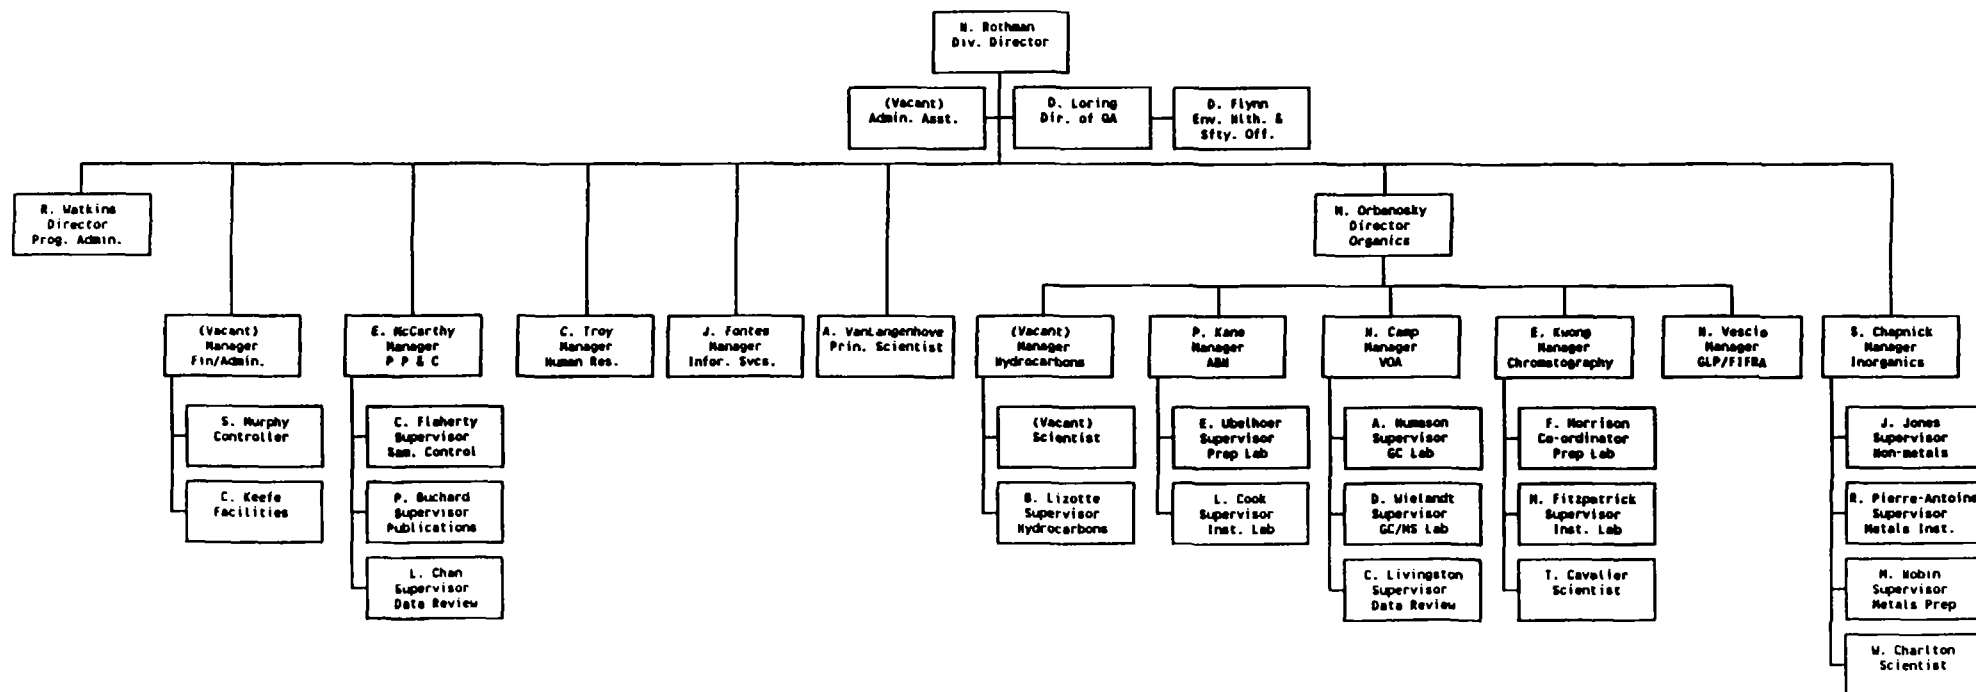 N. Rothman
Div. Director
(Vacant)
Admin. Asst.
D. Loring
Dir. of QA
D. Flynn
Env. Hlth. &
Sfty. Off.
R. Watkins
Director
Prog. Admin.
M. Orbanosky
Director
Organics
(Vacant)
Manager
Fin/Admin.
E. McCarthy
Manager
P P & C
C. Troy
Manager
Human Res.
J. Fontes
Manager
Infor. Svcs.
A. VanLangenhove
Prin. Scientist
(Vacant)
Manager
Hydrocarbons
P. Kane
Manager
ABN
H. Camp
Manager
VOA
E. Kwong
Manager
Chromatography
N. Vescio
Manager
GLP/FIFRA
S. Chapnick
Manager
Inorganics
S. Murphy
Controller
C. Keefe
Facilities
C. Flaherty
Supervisor
Sam. Control
P. Buchard
Supervisor
Publications
L. Chan
Supervisor
Data Review
(Vacant)
Scientist
B. Lizotte
Supervisor
Hydrocarbons
E. Ubelhoer
Supervisor
Prep Lab
L. Cook
Supervisor
Inst. Lab
A. Humason
Supervisor
GC Lab
D. Wielandt
Supervisor
GC/MS Lab
C. Livingston
Supervisor
Data Review
F. Morrison
Co-ordinator
Prep Lab
M. Fitzpatrick
Supervisor
Inst. Lab
T. Cavalier
Scientist
J. Jones
Supervisor
Non-metals
R. Pierre-Antoine
Supervisor
Metals Inst.
M. Nobin
Supervisor
Metals Prep
W. Charlton
Scientist